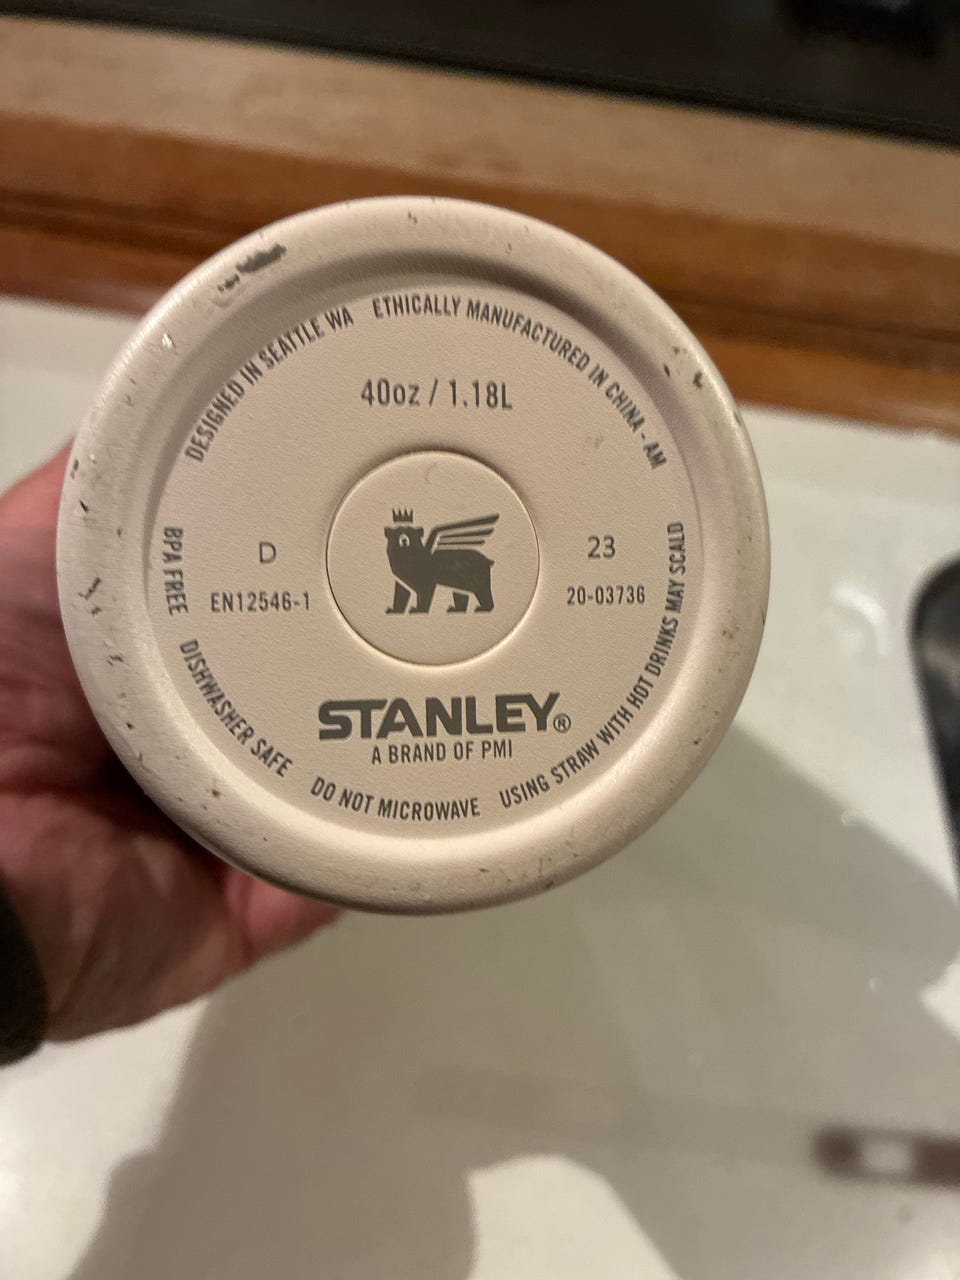 DESIGNED IN SEATTLE WA
ETHICALLY MANUFACTURED IN CHINA - AM
40oz / 1.18L
D
23
EN12546-1
20-03736
STANLEY®
A BRAND OF PMI
BPA FREE
DISHWASHER SAFE
DO NOT MICROWAVE
USING STRAW WITH HOT DRINKS MAY SCALD